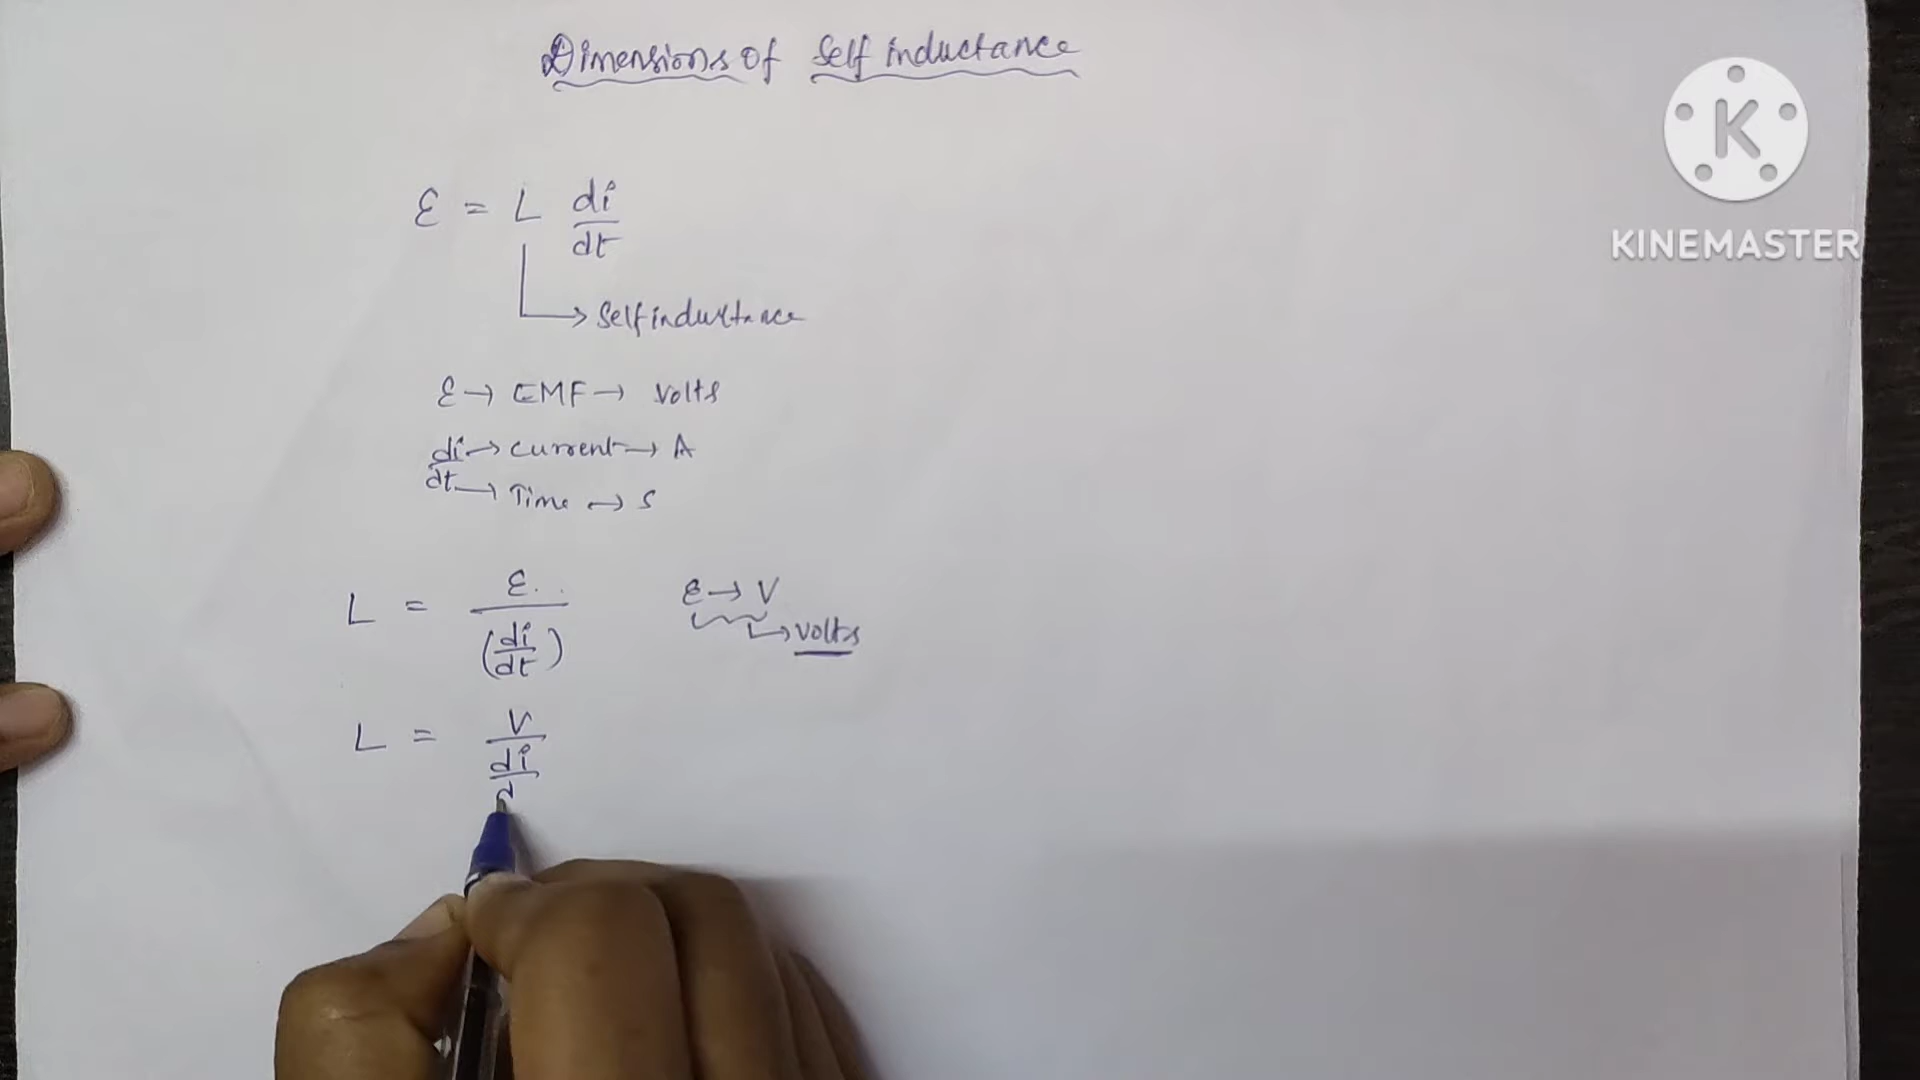 Dimensions of Self inductance
K
KINEMASTER
ε = L di/dt
→ Self inductance
ε → EMF → Volts
di → current → A
dt → Time → S
L = ε.. / (di/dt)
ε → V
→ Volts
L = V / di/d